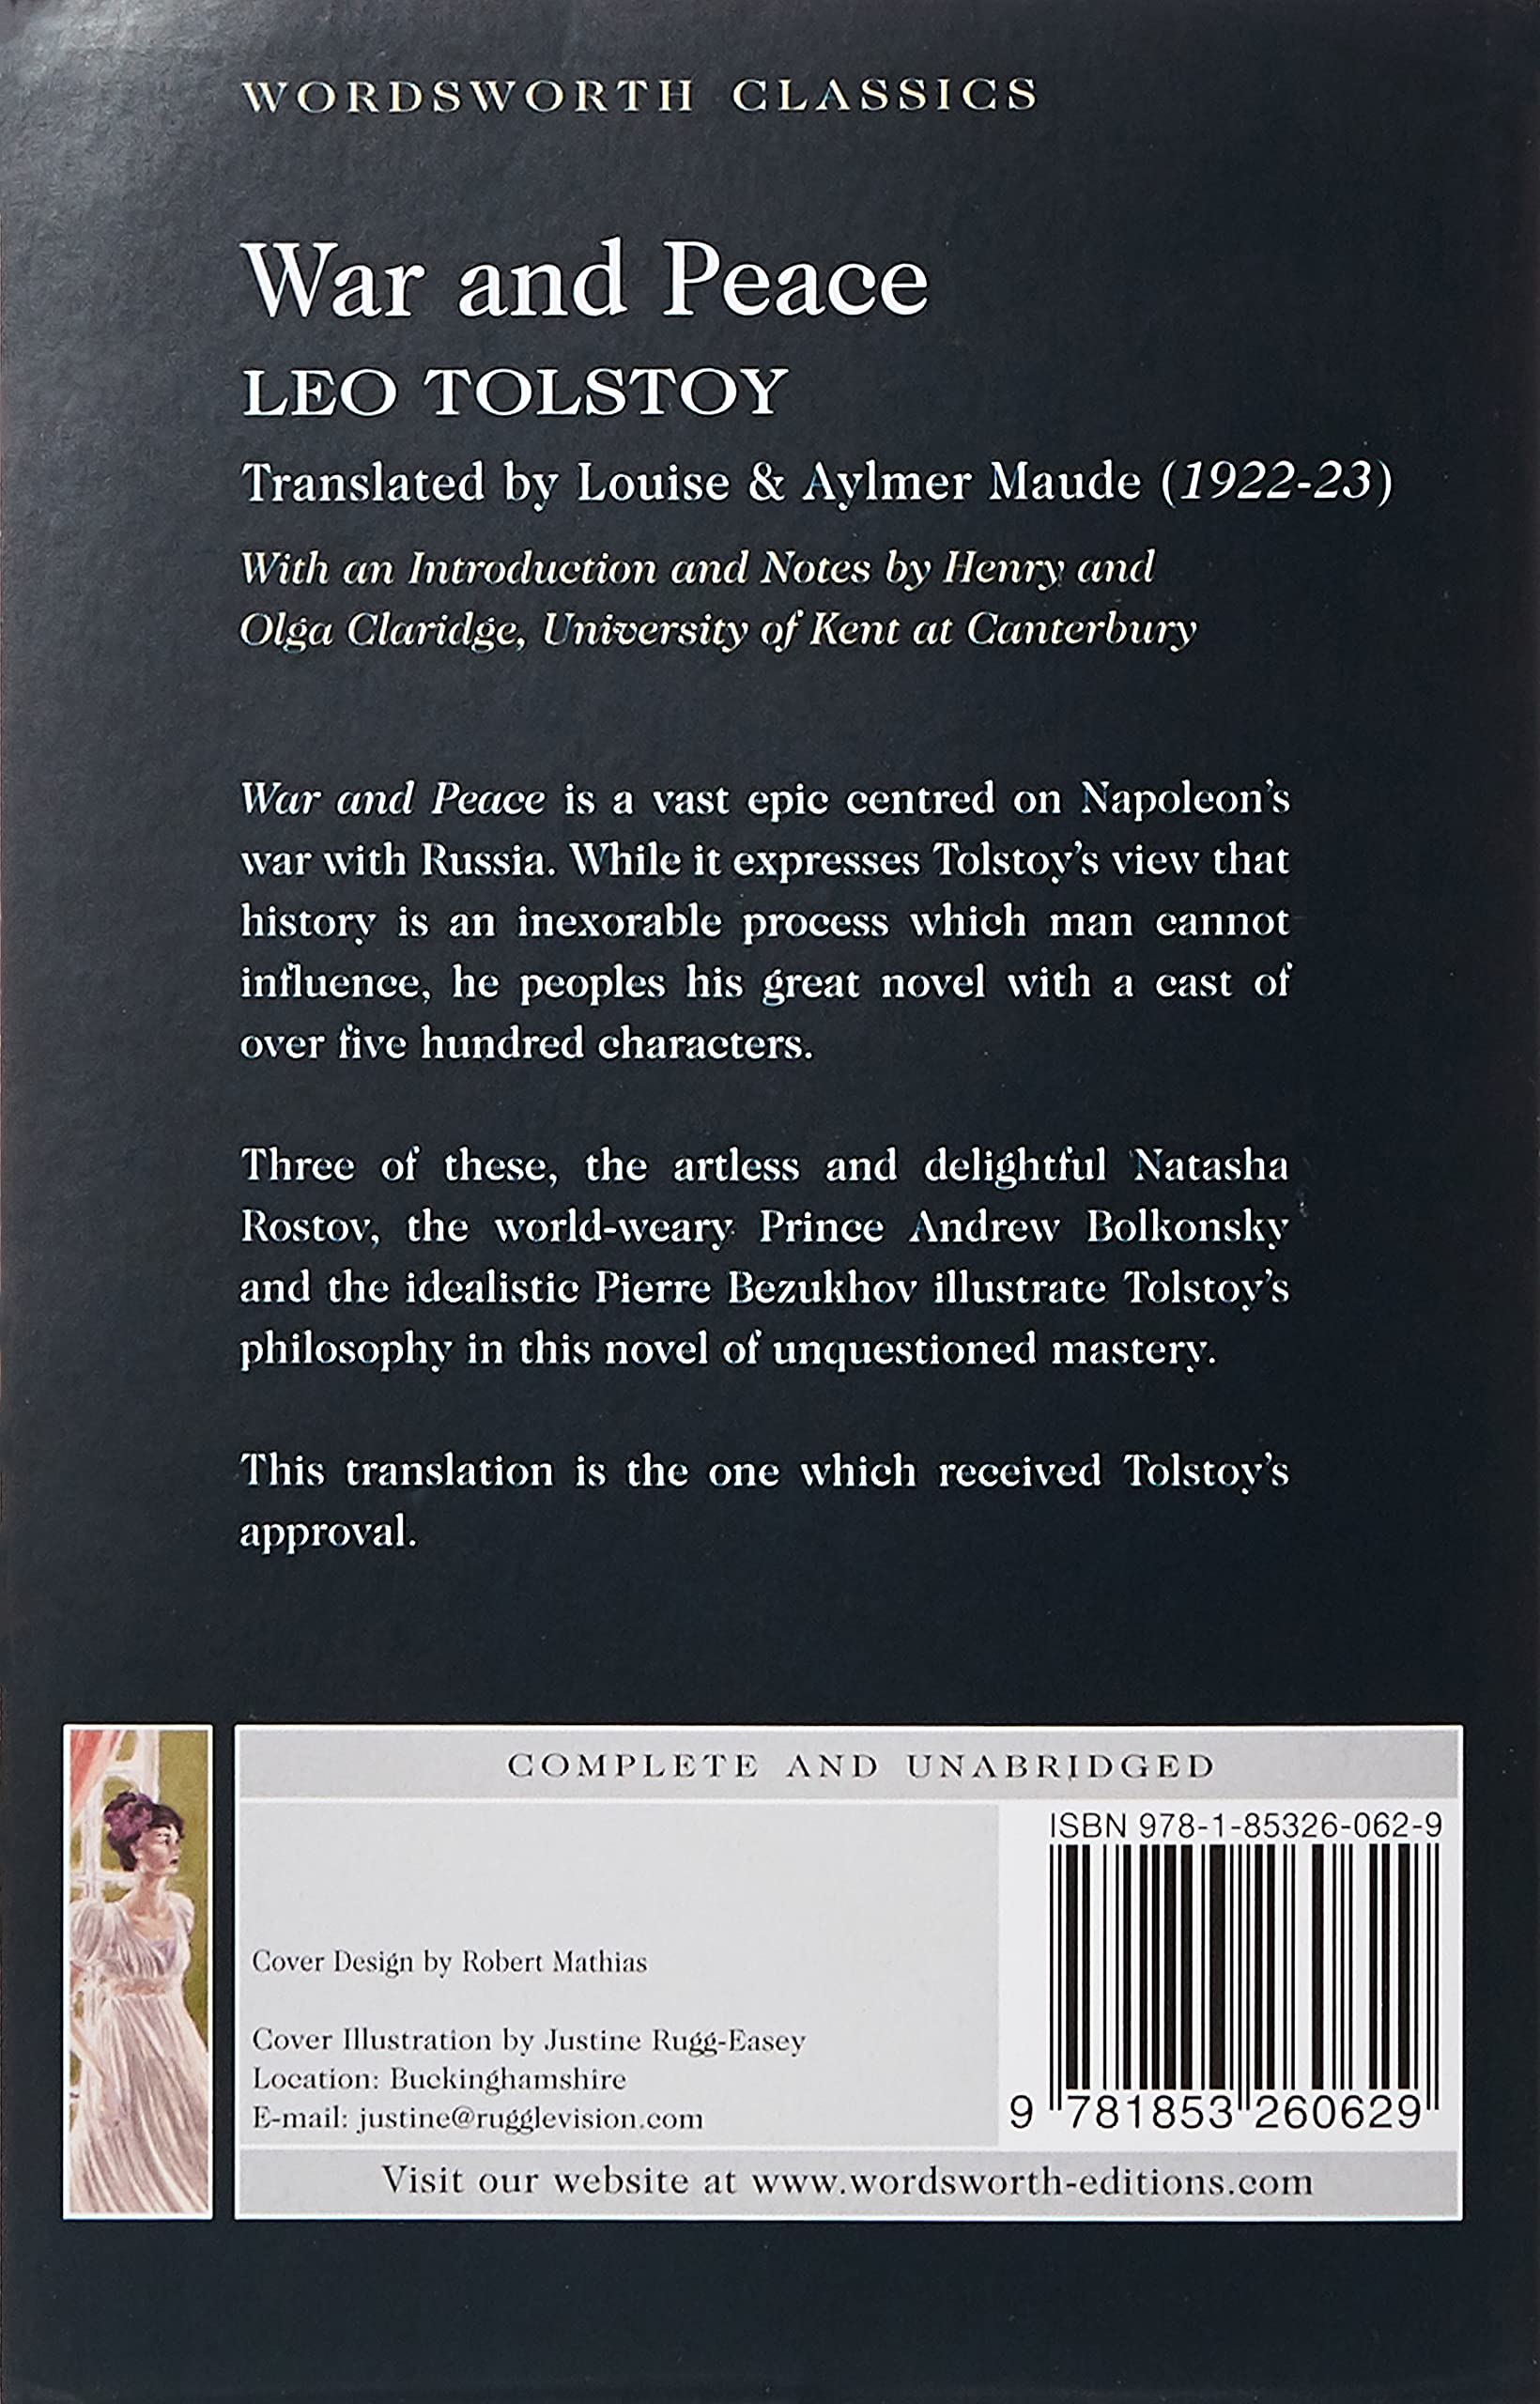 WORDSWORTH CLASSICS
War and Peace
LEO TOLSTOY
Translated by Louise & Aylmer Maude (1922-23)
With an Introduction and Notes by Henry and
Olga Claridge, University of Kent at Canterbury
War and Peace is a vast epic centred on Napoleon's
war with Russia. While it expresses Tolstoy's view that
history is an inexorable process which man cannot
influence, he peoples his great novel with a cast of
over five hundred characters.
Three of these, the artless and delightful Natasha
Rostov, the world-weary Prince Andrew Bolkonsky
and the idealistic Pierre Bezukhov illustrate Tolstoy's
philosophy in this novel of unquestioned mastery.
This translation is the one which received Tolstoy's
approval.
COMPLETE AND UNABRIDGED
ISBN 978-1-85326-062-9
Cover Design by Robert Mathias
Cover Illustration by Justine Rugg-Easey
Location: Buckinghamshire
E-mail: justine@rugglevision.com
9 781853 260629
Visit our website at www.wordsworth-editions.com